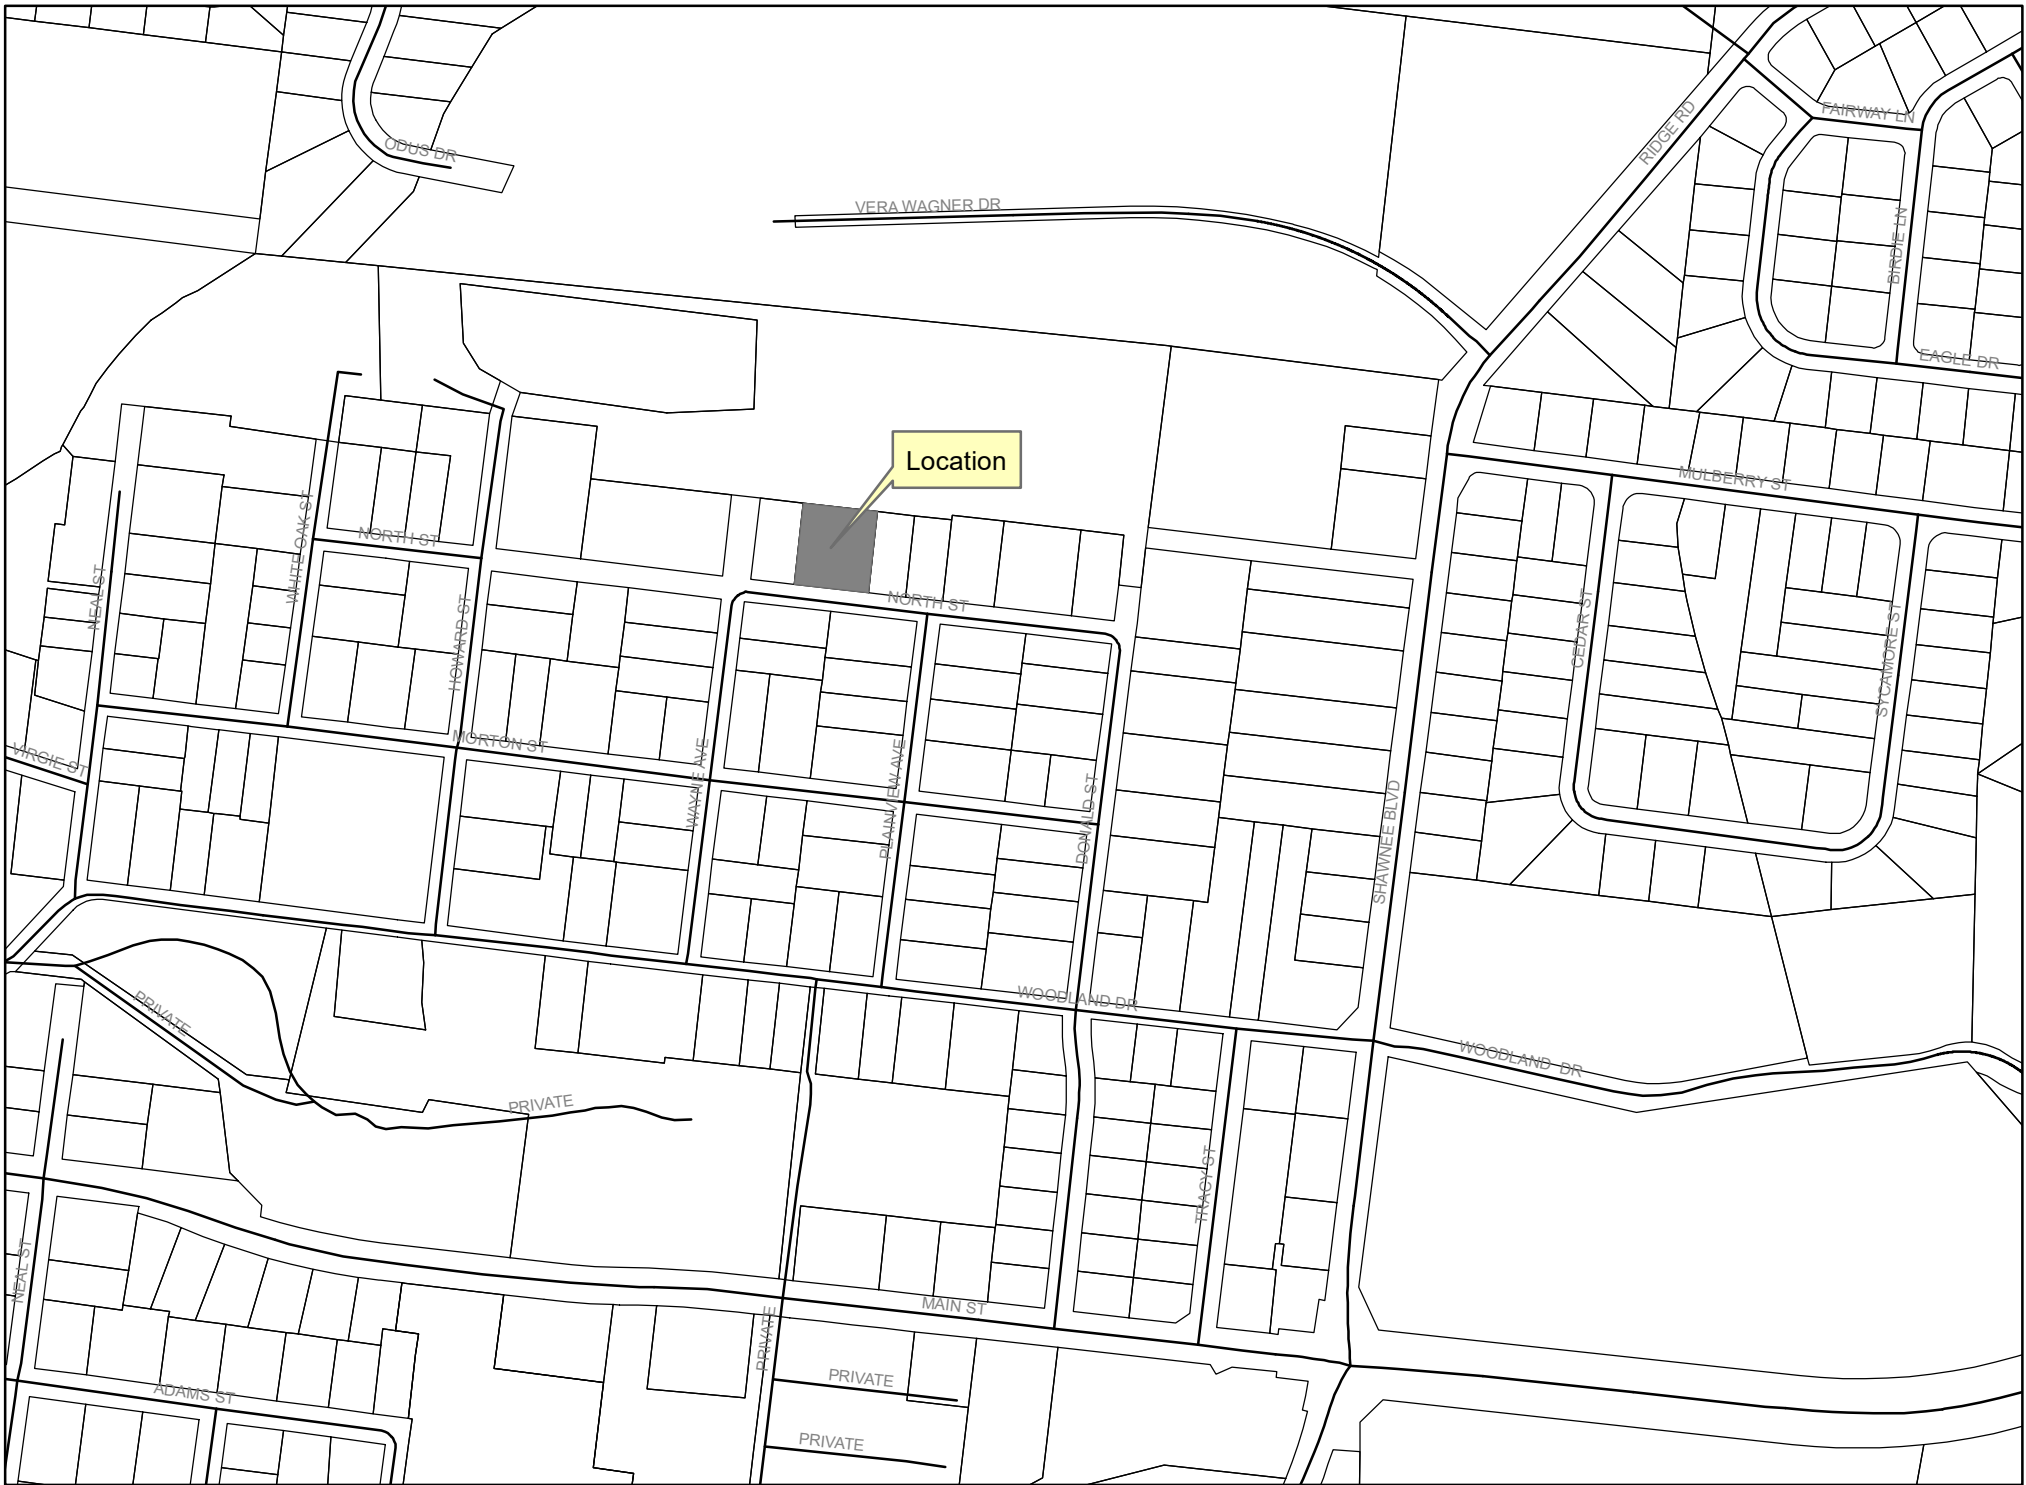 FAIRWAY LN
RIDGE RD
ODUS DR
VERA WAGNER DR
BIRDIE LN
EAGLE DR
Location
MULBERRY ST
WHITE OAK ST
NORTH ST
NEAL ST
HOWARD ST
NORTH ST
CEDAR ST
SYCAMORE ST
VIRGIE ST
MORTON ST
WAYNE AVE
PLAINVIEW AVE
DONALD ST
SHAWNEE BLVD
WOODLAND DR
PRIVATE
WOODLAND DR
PRIVATE
TRACY ST
NEAL ST
MAIN ST
PRIVATE
PRIVATE
ADAMS ST
PRIVATE